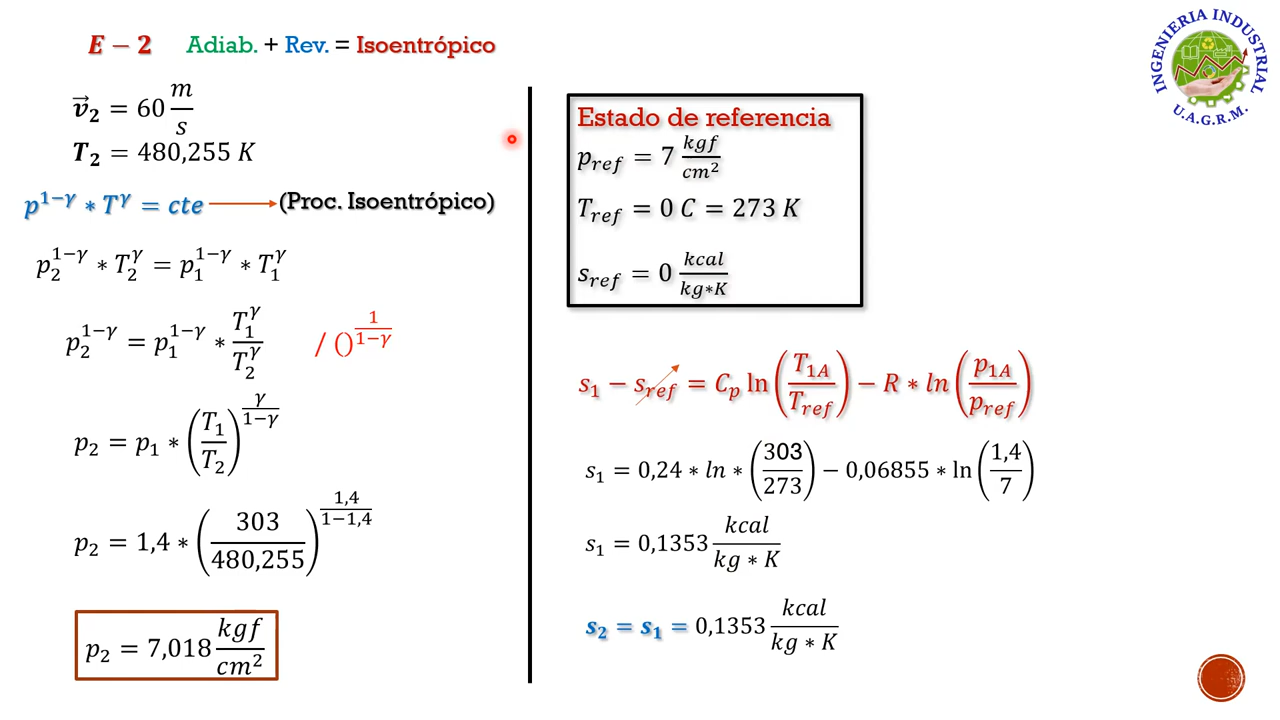 E − 2 Adiab. + Rev. = Isoentrópico
v⃗₂ = 60 m/s
T₂ = 480,255 K
p^(1−γ) * T^γ = cte → (Proc. Isoentrópico)
p₂^(1−γ) * T₂^γ = p₁^(1−γ) * T₁^γ
p₂^(1−γ) = p₁^(1−γ) * T₁^γ/T₂^γ / ()^(1/(1−γ))
p₂ = p₁ * (T₁/T₂)^(γ/(1−γ))
p₂ = 1,4 * (303/480,255)^(1,4/(1−1,4))
p₂ = 7,018 kgf/cm²
Estado de referencia
p_ref = 7 kgf/cm²
T_ref = 0 C = 273 K
s_ref = 0 kcal/kg*K
s₁ − s_ref = C_p ln (T_1A/T_ref) − R * ln (p_1A/p_ref)
s₁ = 0,24 * ln * (303/273) − 0,06855 * ln (1,4/7)
s₁ = 0,1353 kcal/kg * K
s₂ = s₁ = 0,1353 kcal/kg * K
INGENIERIA INDUSTRIAL
U.A.G.R.M.